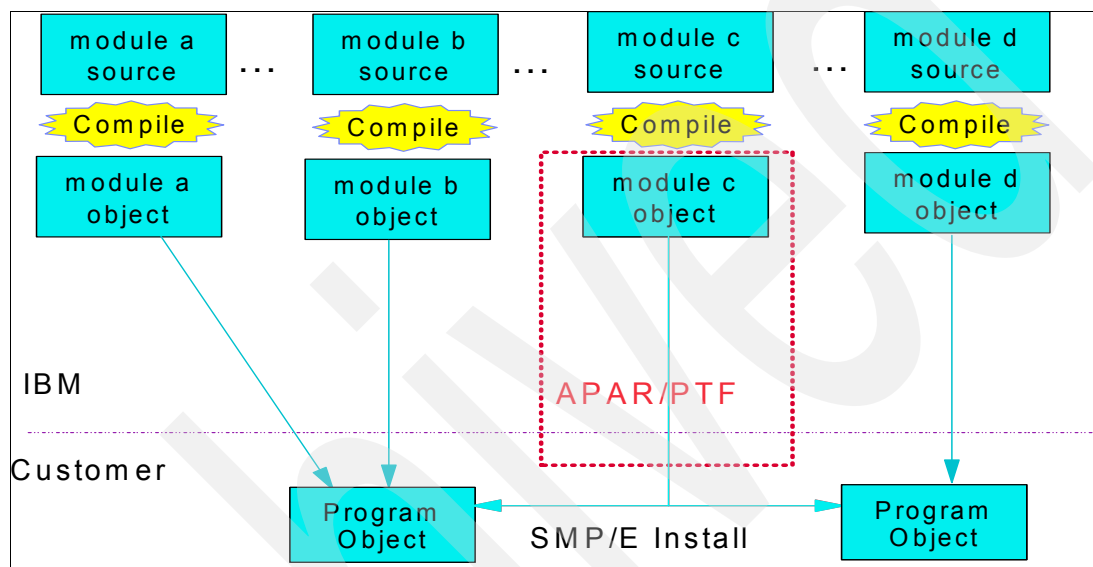 module a
source
...
module b
source
...
module c
source
...
module d
source
Compile
Compile
Compile
Compile
module a
object
module b
object
module c
object
module d
object
IBM
APAR/PTF
Customer
Program
Object
SMP/E Install
Program
Object